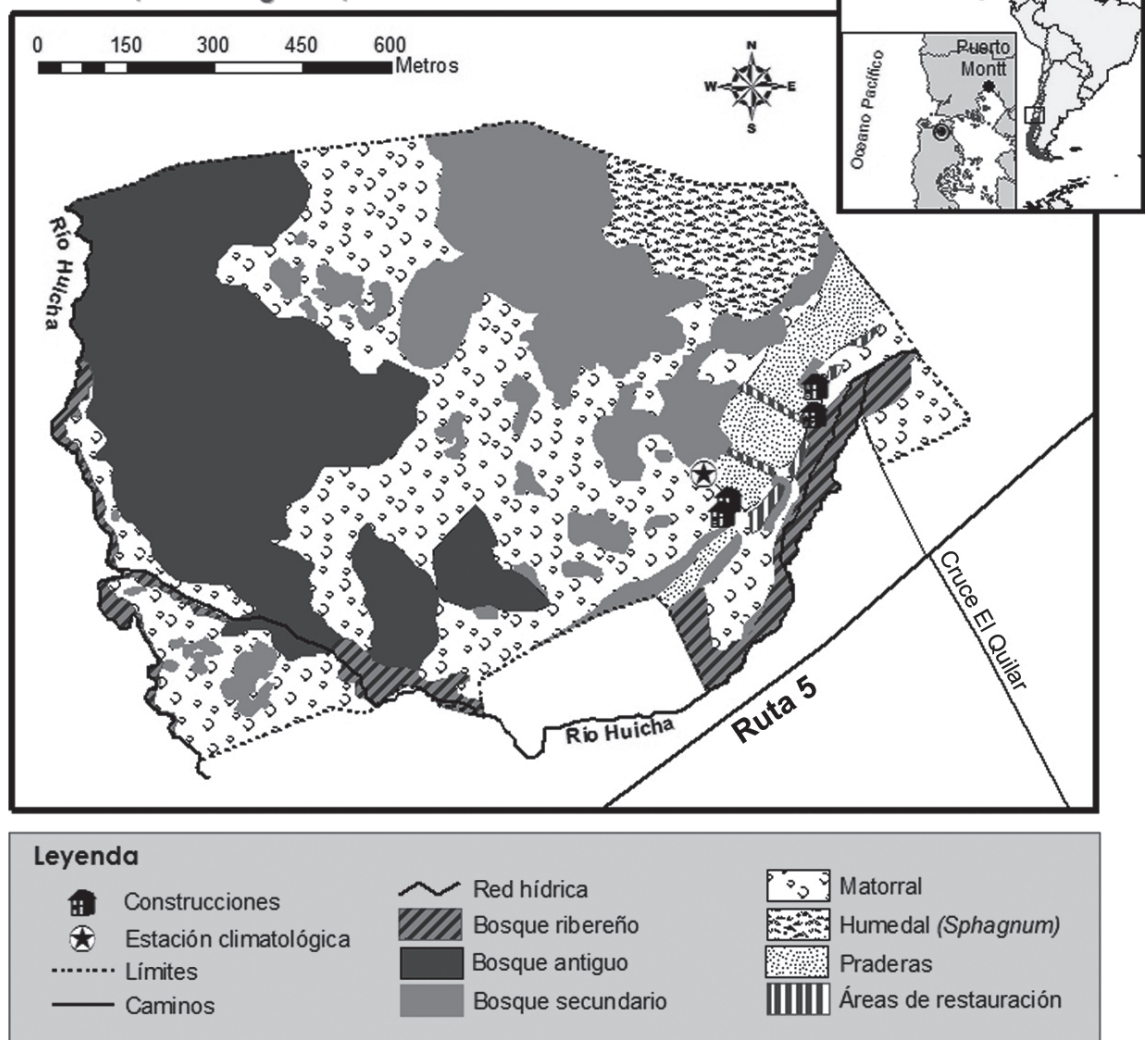 0 150 300 450 600
Metros
N
W E
S
Oceano Pacífico
Puerto
Montt
Río Huicha
Cruce El Quilar
Ruta 5
Río Huicha
Leyenda
Construcciones
Estación climatológica
Límites
Caminos
Red hídrica
Bosque ribereño
Bosque antiguo
Bosque secundario
Matorral
Humedal (Sphagnum)
Praderas
Áreas de restauración